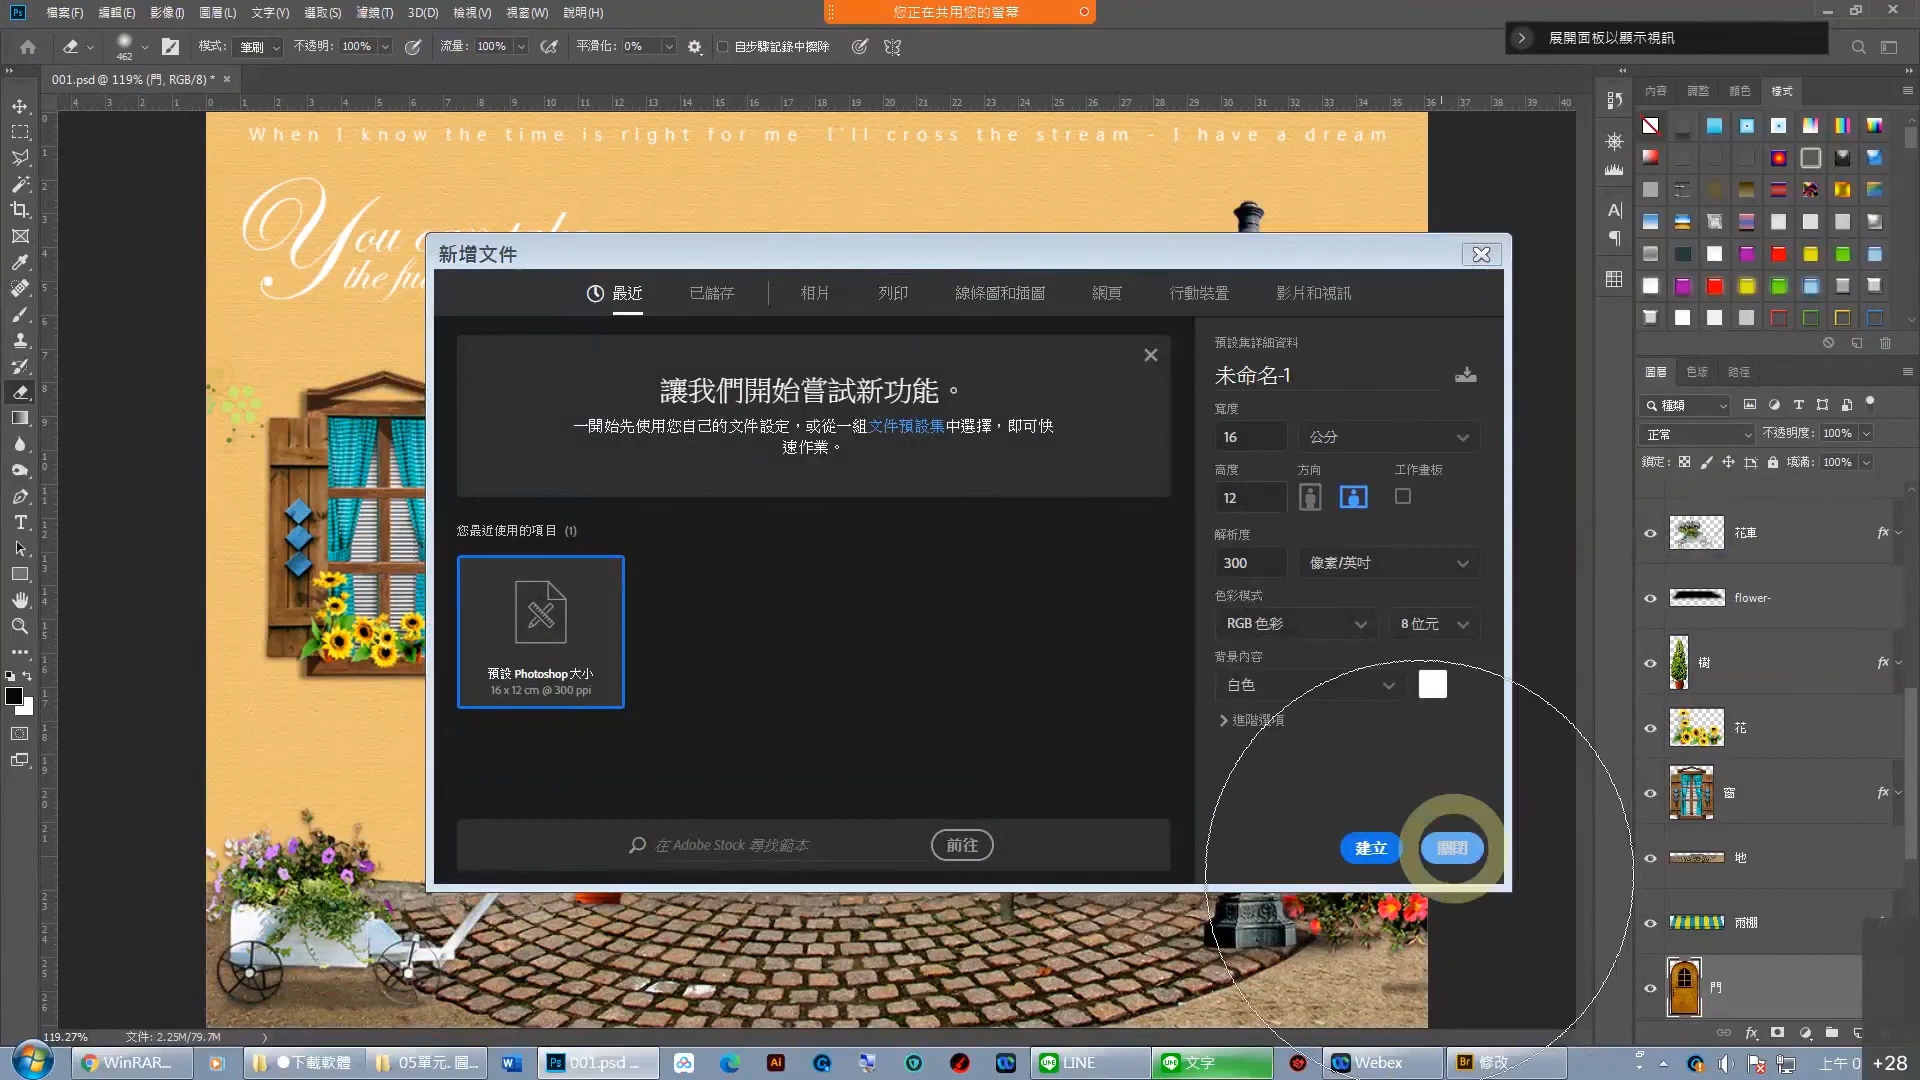 檔案(F) 編輯(E) 影像(I) 圖層(L) 文字(Y) 選取(S) 濾鏡(T) 3D(D) 檢視(V) 視窗(W) 說明(H)
您正在共用您的螢幕
展開面板以顯示視訊
462
模式: 筆刷 不透明: 100% 流量: 100% 平滑化: 0% 自步驟記錄中擦除
001.psd @ 119% (門, RGB/8) *
內容 調整 顏色 樣式
When I know the time is right for me I'll cross the stream - I have a dream
You can take
the fu
新增文件
最近 已儲存 相片 列印 線條圖和插圖 網頁 行動裝置 影片和視訊
讓我們開始嘗試新功能。
一開始先使用您自己的文件設定，或從一組文件預設集中選擇，即可快
速作業。
您最近使用的項目 (1)
預設 Photoshop 大小
16 x 12 cm @ 300 ppi
在 Adobe Stock 尋找範本
前往
預設集詳細資料
未命名-1
寬度
16 公分
高度 方向 工作畫板
12
解析度
300 像素/英吋
色彩模式
RGB 色彩 8 位元
背景內容
白色
進階選項
建立 關閉
圖層 色版 路徑
種類
正常 不透明度: 100%
鎖定: 填滿: 100%
花車 fx
flower-
樹 fx
花
窗 fx
地
雨棚
門
119.27% 文件: 2.25M/79.7M
WinRAR... ●下載軟體 05單元. 圖... 001.psd ... LINE 文字 Webex 修改 上午 0 +28